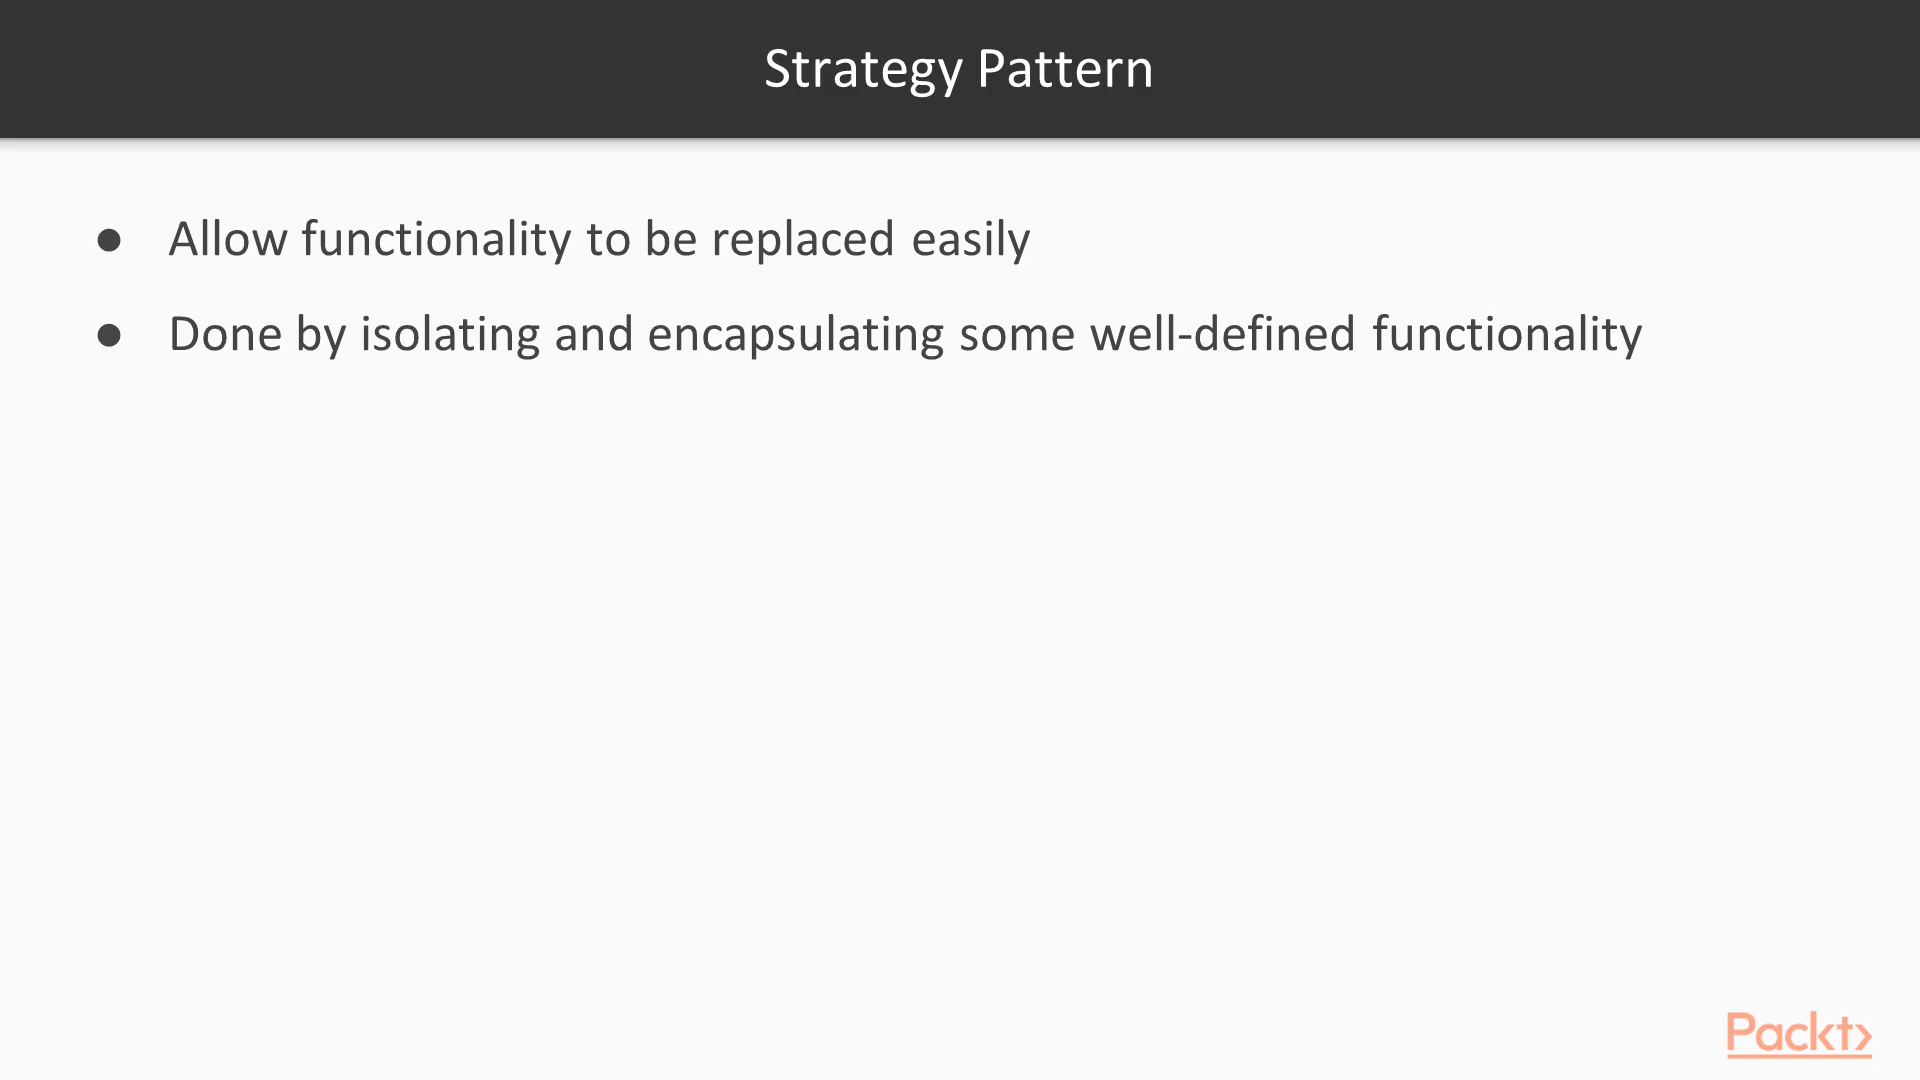 Strategy Pattern
● Allow functionality to be replaced easily
● Done by isolating and encapsulating some well-defined functionality
Packt>